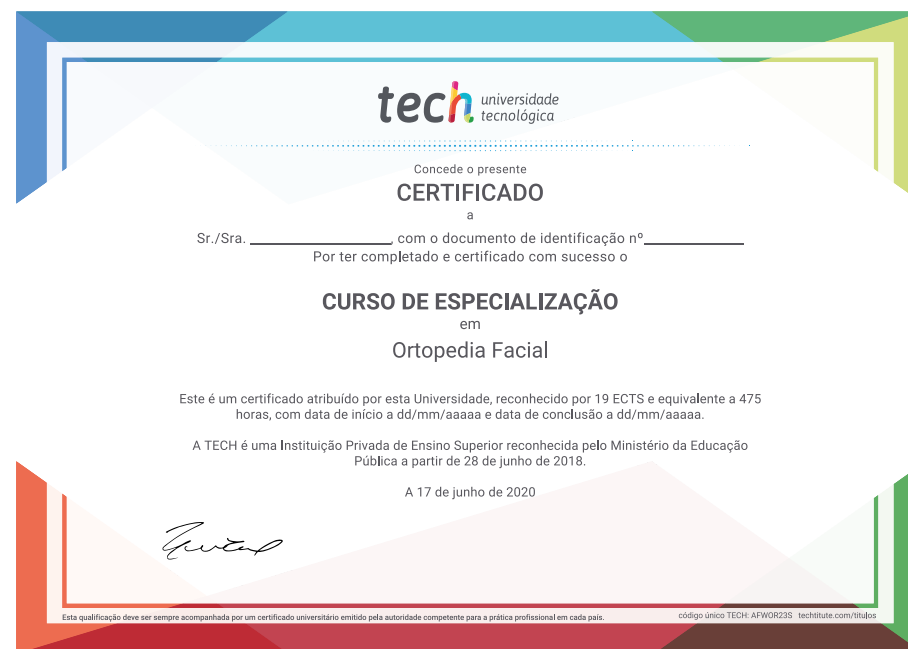 tech universidade
tecnológica
Concede o presente
CERTIFICADO
a
Sr./Sra. ____________________, com o documento de identificação nº______________
Por ter completado e certificado com sucesso o
CURSO DE ESPECIALIZAÇÃO
em
Ortopedia Facial
Este é um certificado atribuído por esta Universidade, reconhecido por 19 ECTS e equivalente a 475
horas, com data de início a dd/mm/aaaaa e data de conclusão a dd/mm/aaaaa.
A TECH é uma Instituição Privada de Ensino Superior reconhecida pelo Ministério da Educação
Pública a partir de 28 de junho de 2018.
A 17 de junho de 2020
Esta qualificação deve ser sempre acompanhada por um certificado universitário emitido pela autoridade competente para a prática profissional em cada país.
código único TECH: AFWOR23S techtitute.com/titulos